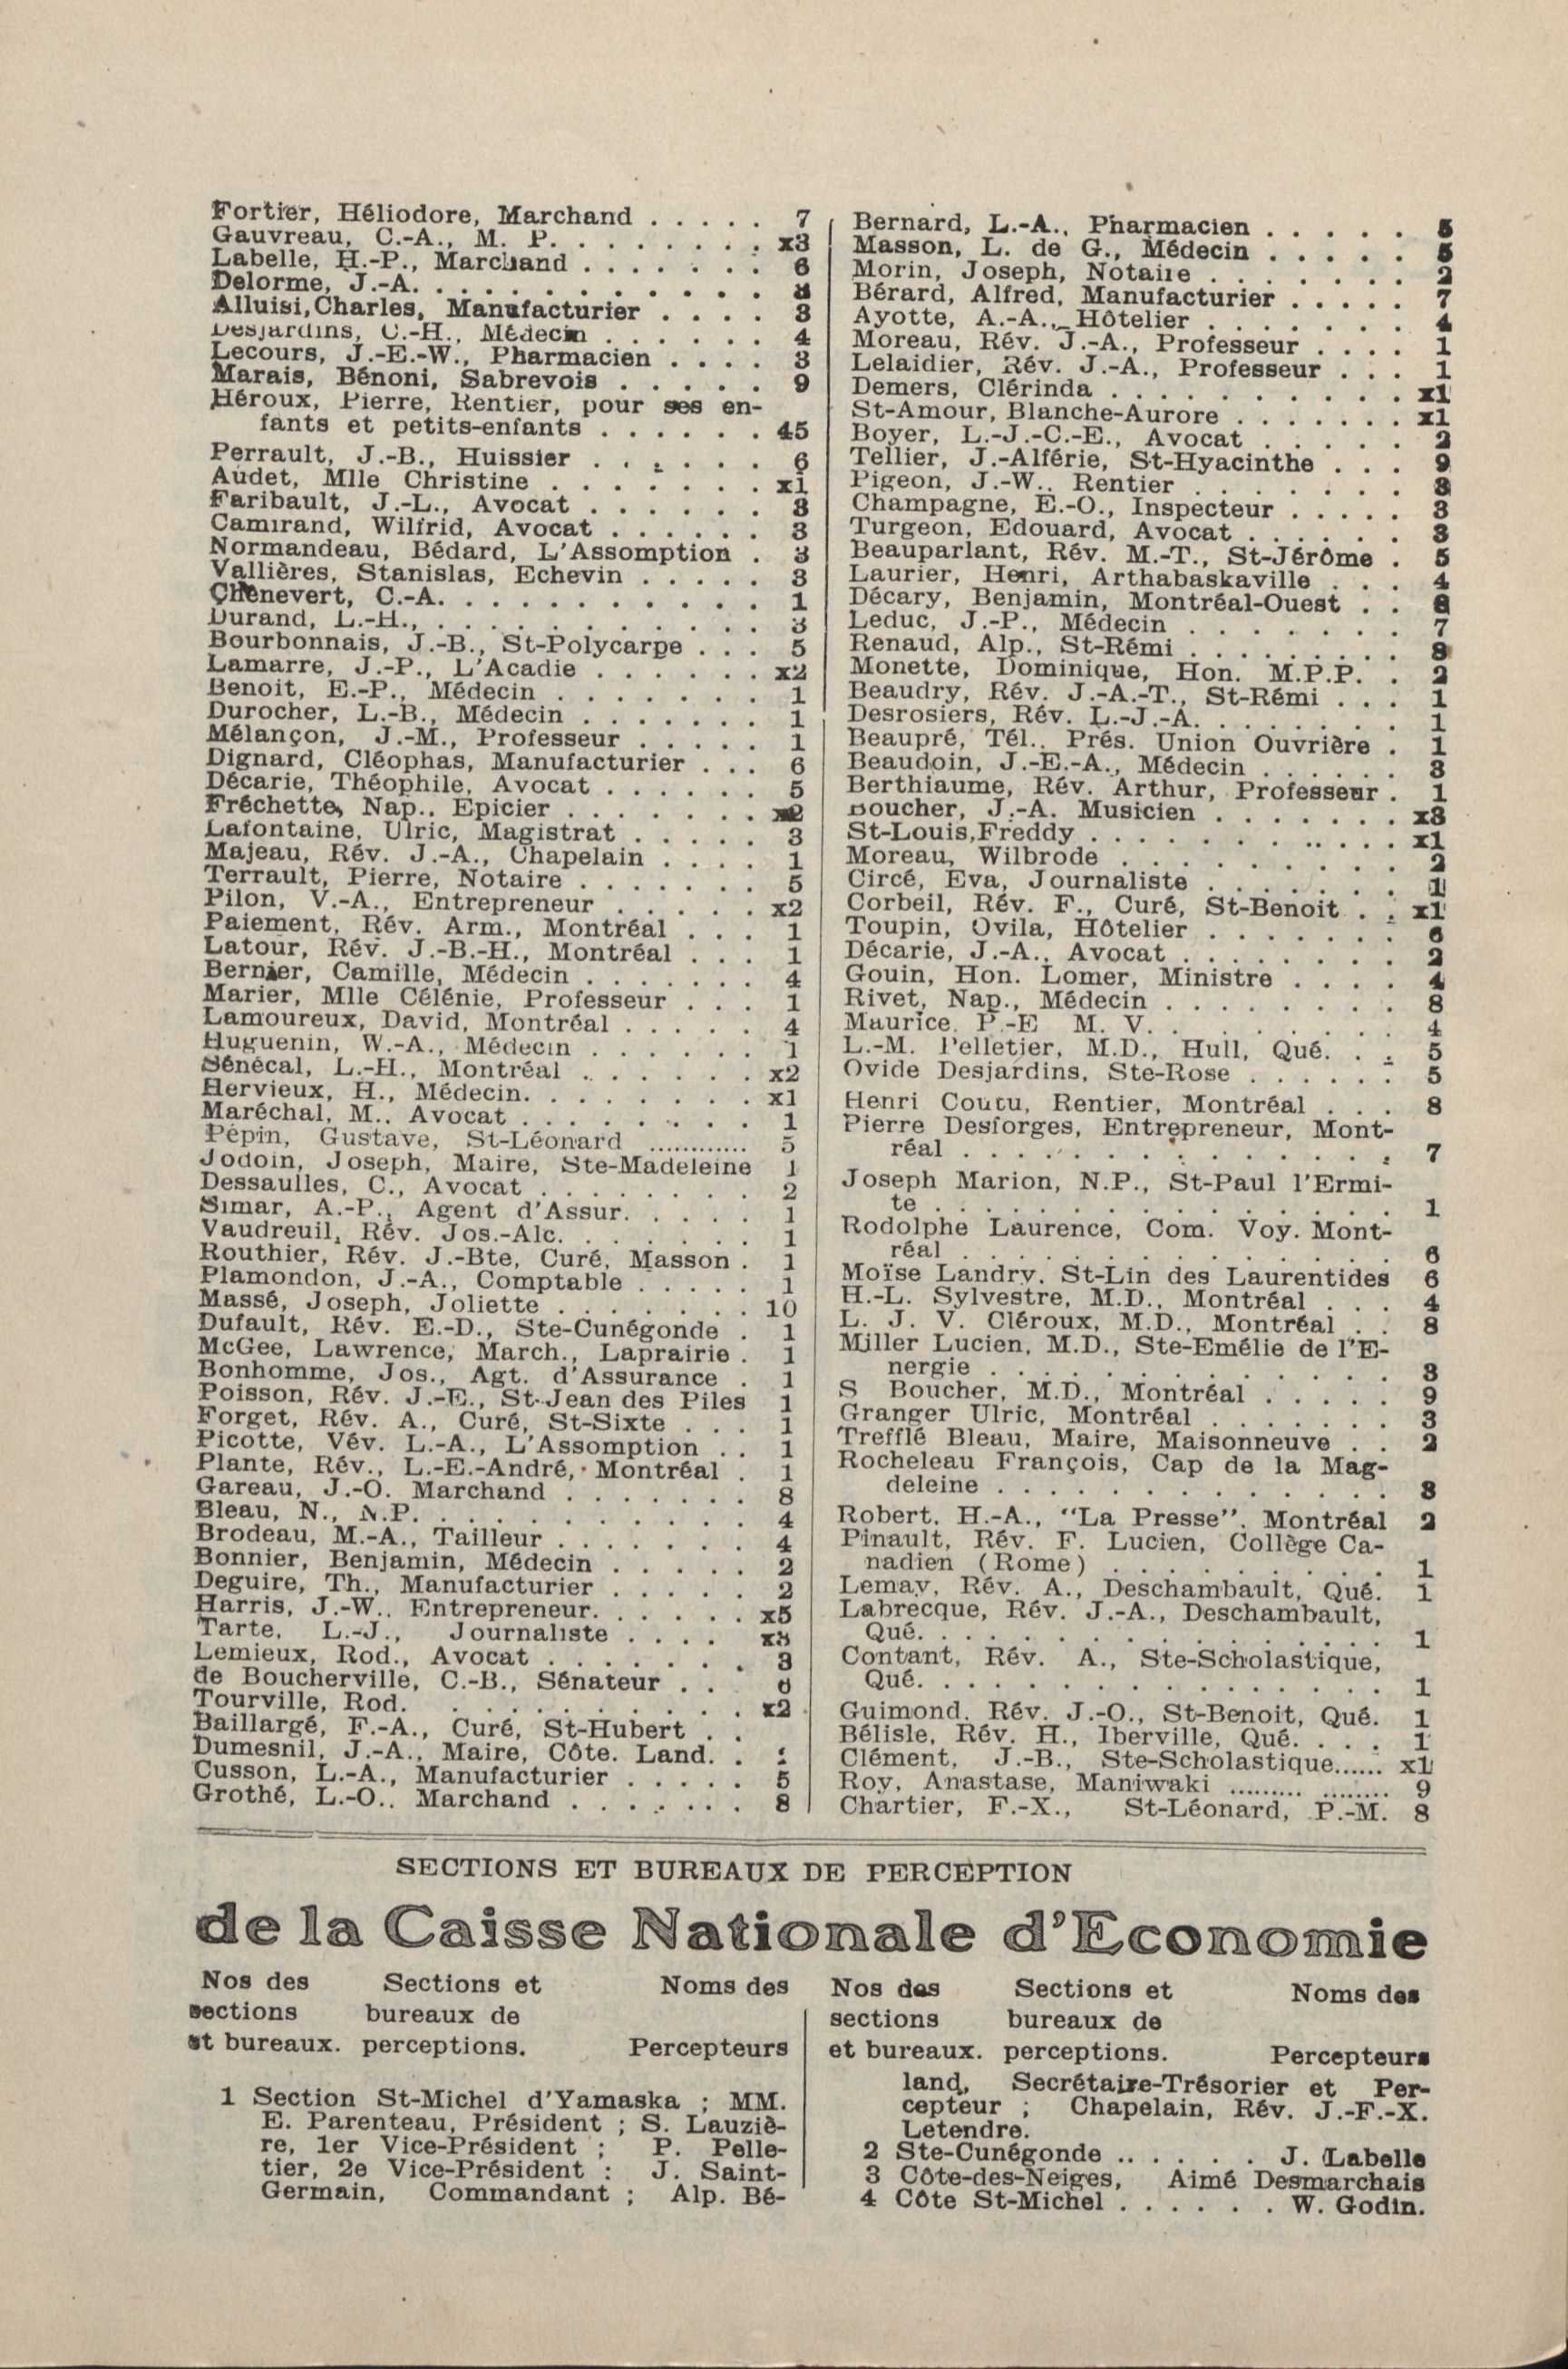 Fortier, Héliodore, Marchand . . . . . 7
Gauvreau, C.-A., M. P. . . . . . . . . x3
Labelle, H.-P., Marchand . . . . . . . 6
Delorme, J.-A. . . . . . . . . . . . .
Alluisi, Charles, Manufacturier . . . . 3
Desjardins, C.-H., Médecin . . . . . . 4
Lecours, J.-E.-W., Pharmacien . . . . 3
Marais, Bénoni, Sabrevois . . . . . 9
Héroux, Pierre, Rentier, pour ses en-
fants et petits-enfants . . . . . . 45
Perrault, J.-B., Huissier . . . . . . 6
Audet, Mlle Christine . . . . . . . x1
Faribault, J.-L., Avocat . . . . . . 3
Camirand, Wilfrid, Avocat . . . . . . 3
Normandeau, Bédard, L'Assomption . 3
Vallières, Stanislas, Echevin . . . . . 3
Chênevert, C.-A. . . . . . . . . . . 1
Durand, L.-H., . . . . . . . . . . . 3
Bourbonnais, J.-B., St-Polycarpe . . . 5
Lamarre, J.-P., L'Acadie . . . . . . x2
Benoit, E.-P., Médecin . . . . . . . 1
Durocher, L.-B., Médecin . . . . . . . 1
Mélançon, J.-M., Professeur . . . . . 1
Dignard, Cléophas, Manufacturier . . . 6
Décarie, Théophile, Avocat . . . . . . 5
Fréchette, Nap., Epicier . . . . . . . x2
Lafontaine, Ulric, Magistrat . . . . . 3
Majeau, Rév. J.-A., Chapelain . . . . 1
Terrault, Pierre, Notaire . . . . . . . 5
Pilon, V.-A., Entrepreneur . . . . . x2
Paiement, Rév. Arm., Montréal . . . 1
Latour, Rév. J.-B.-H., Montréal . . . 1
Bernier, Camille, Médecin . . . . . . . 4
Marier, Mlle Célénie, Professeur . . . 1
Lamoureux, David, Montréal . . . . . 4
Huguenin, W.-A., Médecin . . . . . . 1
Sénécal, L.-H., Montréal . . . . . . x2
Hervieux, H., Médecin. . . . . . . . x1
Maréchal, M.. Avocat . . . . . . . . . 1
Pépin, Gustave, St-Léonard ............ 5
Jodoin, Joseph, Maire, Ste-Madeleine 1
Dessaulles, C., Avocat . . . . . . . . 2
Simar, A.-P., Agent d'Assur. . . . . . 1
Vaudreuil, Rév. Jos.-Alc. . . . . . . . 1
Routhier, Rév. J.-Bte, Curé, Masson . 1
Plamondon, J.-A., Comptable . . . . . 1
Massé, Joseph, Joliette . . . . . . . 10
Dufault, Rév. E.-D., Ste-Cunégonde . 1
McGee, Lawrence, March., Laprairie . 1
Bonhomme, Jos., Agt. d'Assurance . 1
Poisson, Rév. J.-E., St-Jean des Piles 1
Forget, Rév. A., Curé, St-Sixte . . . 1
Picotte, Vév. L.-A., L'Assomption . . 1
Plante, Rév., L.-E.-André, Montréal . 1
Gareau, J.-O. Marchand . . . . . . . 8
Bleau, N., N.P. . . . . . . . . . . . 4
Brodeau, M.-A., Tailleur . . . . . . . 4
Bonnier, Benjamin, Médecin . . . . . 2
Deguire, Th., Manufacturier . . . . . 2
Harris, J.-W.. Entrepreneur. . . . . . x5
Tarte, L.-J., Journaliste . . . . x3
Lemieux, Rod., Avocat . . . . . . . . 3
de Boucherville, C.-B., Sénateur . . 6
Tourville, Rod. . . . . . . . . . . x2
Baillargé, F.-A., Curé, St-Hubert . .
Dumesnil, J.-A., Maire, Côte. Land. .
Cusson, L.-A., Manufacturier . . . . . 5
Grothé, L.-O.. Marchand . . . . . . . 8
Bernard, L.-A., Pharmacien . . . . . 5
Masson, L. de G., Médecin . . . . . 5
Morin, Joseph, Notaire . . . . . . . 2
Bérard, Alfred, Manufacturier . . . . . 7
Ayotte, A.-A., Hôtelier . . . . . . . 4
Moreau, Rév. J.-A., Professeur . . . . 1
Lelaidier, Rév. J.-A., Professeur . . . 1
Demers, Clérinda . . . . . . . . . . x1
St-Amour, Blanche-Aurore . . . . . . . x1
Boyer, L.-J.-C.-E., Avocat . . . . . 2
Tellier, J.-Alférie, St-Hyacinthe . . . 9
Pigeon, J.-W.. Rentier . . . . . . . . 3
Champagne, E.-O., Inspecteur . . . . . 3
Turgeon, Edouard, Avocat . . . . . . 3
Beauparlant, Rév. M.-T., St-Jérôme . 5
Laurier, Henri, Arthabaskaville . . . 4
Décary, Benjamin, Montréal-Ouest . .
Leduc, J.-P., Médecin . . . . . . . 7
Renaud, Alp., St-Rémi . . . . . . . . 8
Monette, Dominique, Hon. M.P.P. . 2
Beaudry, Rév. J.-A.-T., St-Rémi . . . 1
Desrosiers, Rév. L.-J.-A. . . . . . . . 1
Beaupré, Tél.. Prés. Union Ouvrière . 1
Beaudoin, J.-E.-A., Médecin . . . . . . 3
Berthiaume, Rév. Arthur, Professeur . 1
Boucher, J.-A. Musicien . . . . . . . x3
St-Louis, Freddy . . . . . . . . . . . x1
Moreau, Wilbrode . . . . . . . . . . 2
Circé, Eva, Journaliste . . . . . . . 1
Corbeil, Rév. F., Curé, St-Benoit . . x1
Toupin, Ovila, Hôtelier . . . . . . . 6
Décarie, J.-A.. Avocat . . . . . . . . 2
Gouin, Hon. Lomer, Ministre . . . . 4
Rivet, Nap., Médecin . . . . . . . . 8
Maurice. P.-E M. V. . . . . . . . . 4
L.-M. Pelletier, M.D., Hull, Qué. . . 5
Ovide Desjardins, Ste-Rose . . . . . . 5
Henri Coutu, Rentier, Montréal . . . 8
Pierre Desforges, Entrepreneur, Mont-
réal . . . . . . . . . . . . . . 7
Joseph Marion, N.P., St-Paul l'Ermi-
te . . . . . . . . . . . . . . . 1
Rodolphe Laurence, Com. Voy. Mont-
réal . . . . . . . . . . . . . . 6
Moïse Landry. St-Lin des Laurentides 6
H.-L. Sylvestre, M.D., Montréal . . . 4
L. J. V. Cléroux, M.D., Montréal . . 8
Miller Lucien, M.D., Ste-Emélie de l'E-
nergie . . . . . . . . . . . . . 3
S Boucher, M.D., Montréal . . . . . 9
Granger Ulric, Montréal . . . . . . . 3
Trefflé Bleau, Maire, Maisonneuve . . 2
Rocheleau François, Cap de la Mag-
deleine . . . . . . . . . . . . . 3
Robert. H.-A., "La Presse", Montréal 2
Pinault, Rév. F. Lucien, Collège Ca-
nadien (Rome) . . . . . . . . . . 1
Lemay, Rév. A., Deschambault, Qué. 1
Labrecque, Rév. J.-A., Deschambault,
Qué. . . . . . . . . . . . . . . . 1
Contant, Rév. A., Ste-Scholastique,
Qué. . . . . . . . . . . . . . . . 1
Guimond. Rév. J.-O., St-Benoit, Qué. 1
Bélisle, Rév. H., Iberville, Qué. . . . 1
Clément, J.-B., Ste-Scholastique...... x1
Roy, Anastase, Maniwaki ......... ........ 9
Chartier, F.-X., St-Léonard, P.-M. 8
SECTIONS ET BUREAUX DE PERCEPTION
de la Caisse Nationale d'Economie
Nos des Sections et Noms des
sections bureaux de
et bureaux. perceptions. Percepteurs
1 Section St-Michel d'Yamaska ; MM.
E. Parenteau, Président ; S. Lauziè-
re, 1er Vice-Président ; P. Pelle-
tier, 2e Vice-Président : J. Saint-
Germain, Commandant ; Alp. Bé-
Nos des Sections et Noms des
sections bureaux de
et bureaux. perceptions. Percepteurs
land, Secrétaire-Trésorier et Per-
cepteur ; Chapelain, Rév. J.-F.-X.
Letendre.
2 Ste-Cunégonde . . . . . . . J. Labelle
3 Côte-des-Neiges, Aimé Desmarchais
4 Côte St-Michel . . . . . . . W. Godin.